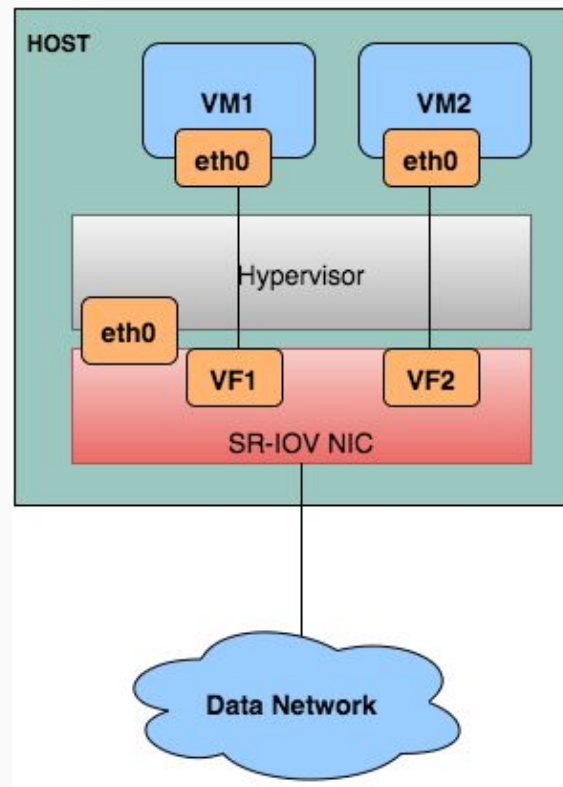 HOST
VM1
VM2
eth0
eth0
Hypervisor
eth0
VF1
VF2
SR-IOV NIC
Data Network